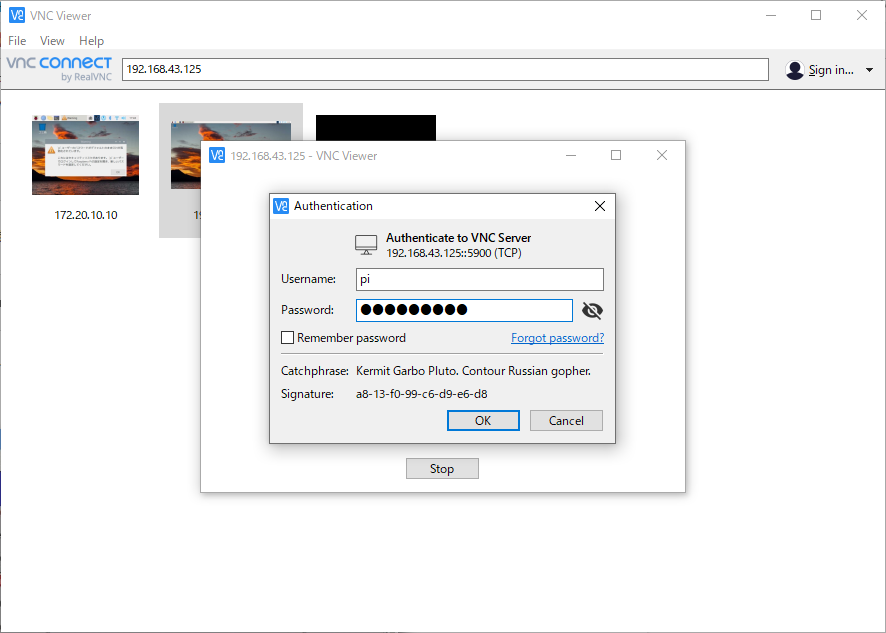 VNC Viewer
File View Help
vnc connect
by RealVNC
192.168.43.125
Sign in...
172.20.10.10
192.168.43.125 - VNC Viewer
Authentication
Authenticate to VNC Server
192.168.43.125::5900 (TCP)
Username: pi
Password: ●●●●●●●●●
Remember password
Forgot password?
Catchphrase: Kermit Garbo Pluto. Contour Russian gopher.
Signature: a8-13-f0-99-c6-d9-e6-d8
OK Cancel
Stop